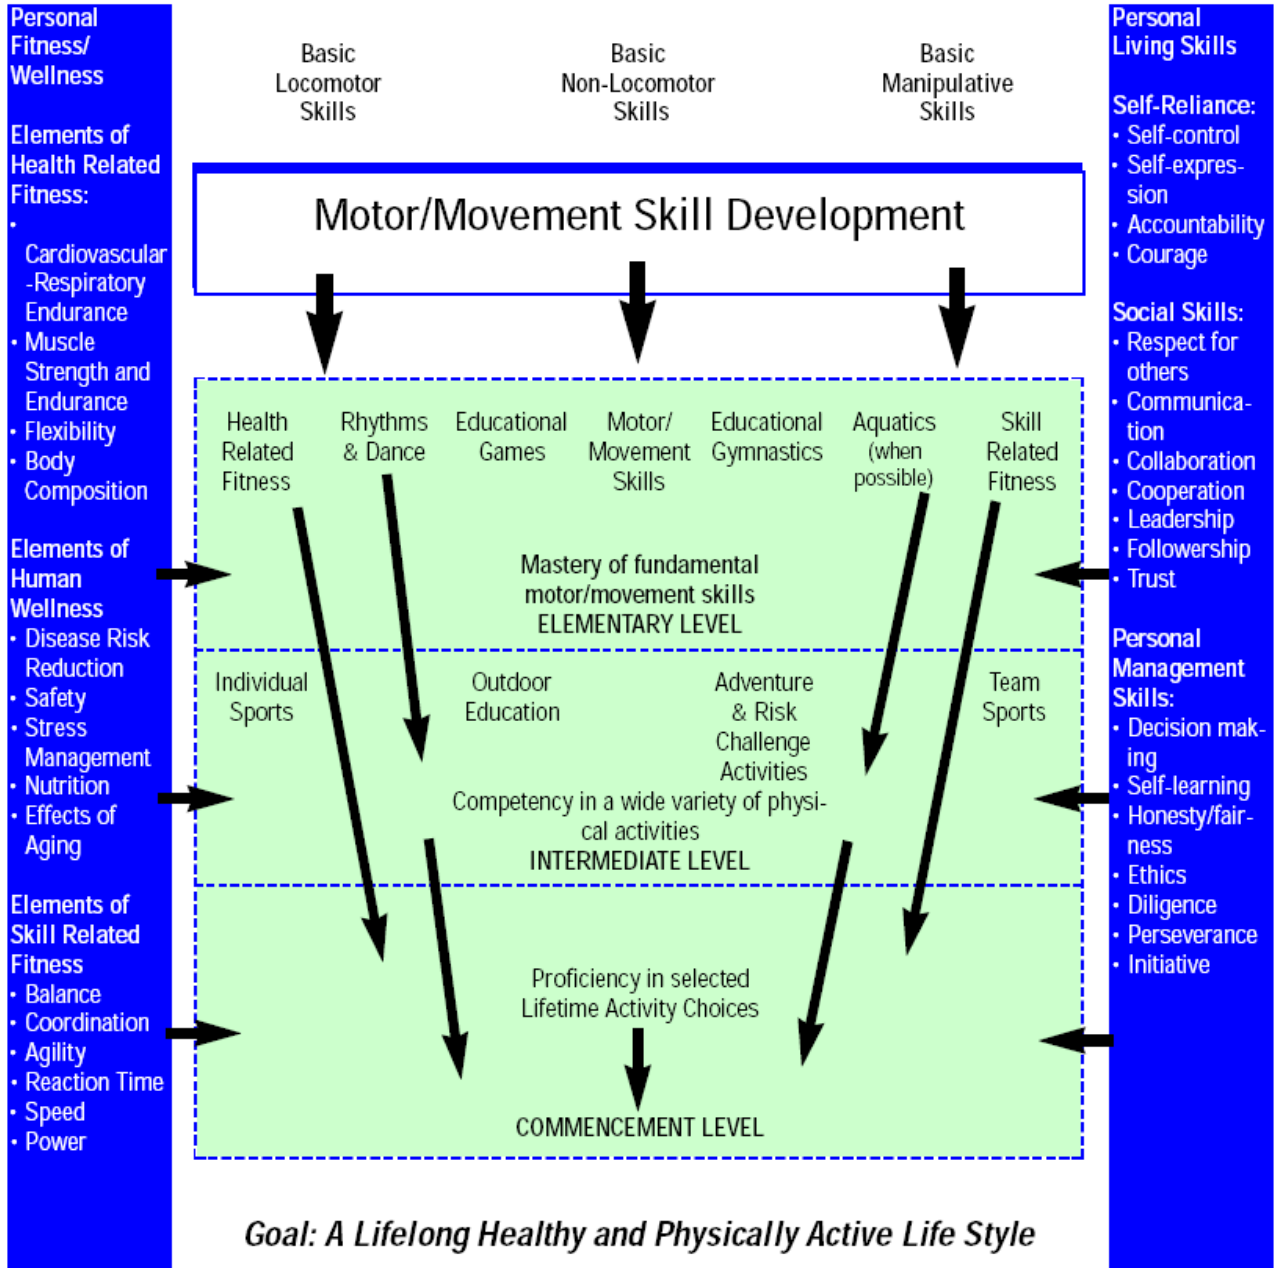 Personal
Fitness/
Wellness
Elements of
Health Related
Fitness:
•
Cardiovascular
-Respiratory
Endurance
• Muscle
Strength and
Endurance
• Flexibility
• Body
Composition
Elements of
Human
Wellness
• Disease Risk
Reduction
• Safety
• Stress
Management
• Nutrition
• Effects of
Aging
Elements of
Skill Related
Fitness
• Balance
• Coordination
• Agility
• Reaction Time
• Speed
• Power
Basic
Locomotor
Skills
Basic
Non-Locomotor
Skills
Basic
Manipulative
Skills
Motor/Movement Skill Development
Health
Related
Fitness
Rhythms
& Dance
Educational
Games
Motor/
Movement
Skills
Educational
Gymnastics
Aquatics
(when
possible)
Skill
Related
Fitness
Mastery of fundamental
motor/movement skills
ELEMENTARY LEVEL
Individual
Sports
Outdoor
Education
Adventure
& Risk
Challenge
Activities
Team
Sports
Competency in a wide variety of physi-
cal activities
INTERMEDIATE LEVEL
Proficiency in selected
Lifetime Activity Choices
COMMENCEMENT LEVEL
Goal: A Lifelong Healthy and Physically Active Life Style
Personal
Living Skills
Self-Reliance:
• Self-control
• Self-expres-
sion
• Accountability
• Courage
Social Skills:
• Respect for
others
• Communica-
tion
• Collaboration
• Cooperation
• Leadership
• Followership
• Trust
Personal
Management
Skills:
• Decision mak-
ing
• Self-learning
• Honesty/fair-
ness
• Ethics
• Diligence
• Perseverance
• Initiative